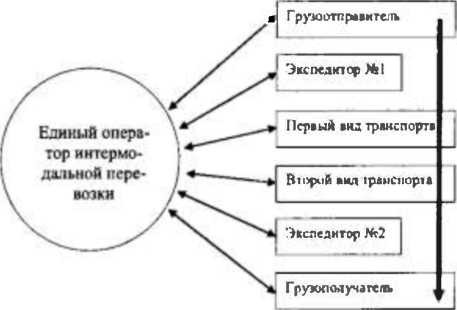 Грузоотправитель
Экспедитор №1
Единый опера-
тор интермо-
дальной пере-
возки
Первый вид транспорта
Второй вид транспорта
Экспедитор №2
Грузополучатель